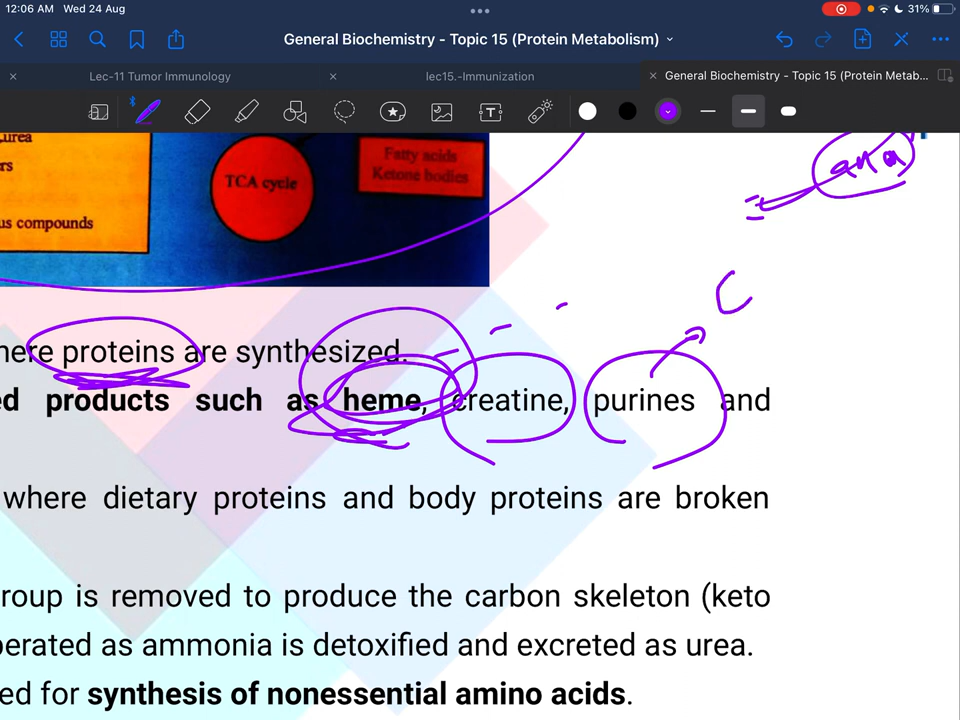 12:06 AM Wed 24 Aug
31%
General Biochemistry - Topic 15 (Protein Metabolism)
Lec-11 Tumor Immunology
lec15.-Immunization
General Biochemistry - Topic 15 (Protein Metab...
urea
Fatty acids
rs
Ketone bodies
TCA cycle
us compounds
ana
C
here proteins are synthesized.
ed products such as heme, creatine, purines and
where dietary proteins and body proteins are broken
roup is removed to produce the carbon skeleton (keto
perated as ammonia is detoxified and excreted as urea.
ed for synthesis of nonessential amino acids.